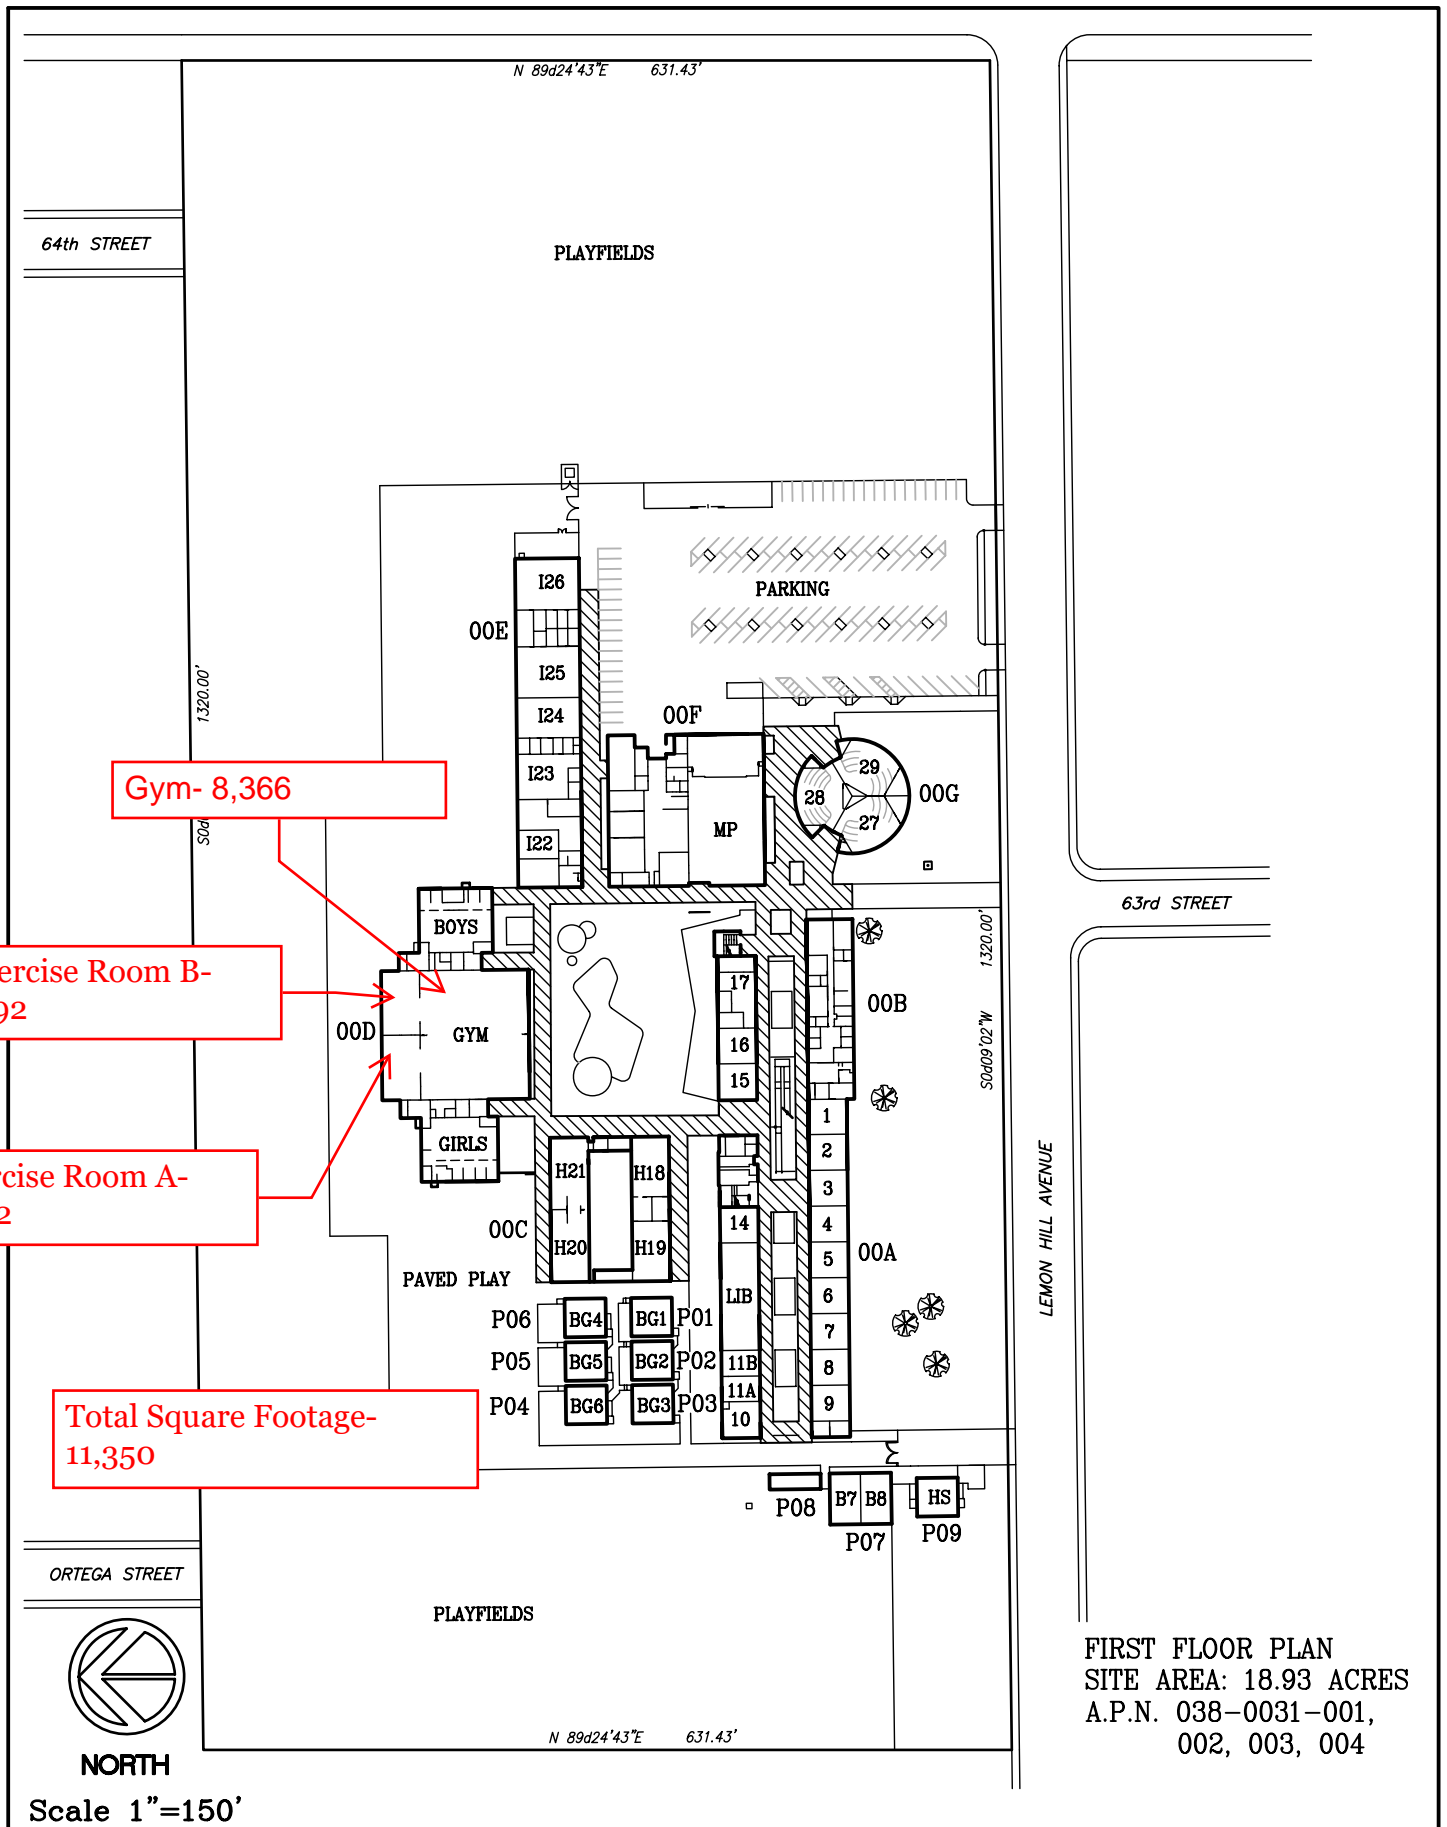 N 89d24'43"E 631.43'
64th STREET
PLAYFIELDS
I26
PARKING
00E
I25
1320.00'
I24
00F
I23
29
28
00G
Gym- 8,366
MP
27
I22
63rd STREET
BOYS
1320.00'
Room B-
17
00B
00D
GYM
16
S0d09'02"W
15
1
GIRLS
2
H21
H18
Room A-
3
14
4
00C
H20
H19
5
00A
LEMON HILL AVENUE
PAVED PLAY
LIB
6
P06
BG4
BG1
P01
7
P05
BG5
BG2
P02
11B
8
11A
P04
BG6
BG3
P03
9
10
Total Square Footage-
11,350
B7
B8
HS
P08
P07
P09
ORTEGA STREET
PLAYFIELDS
FIRST FLOOR PLAN
SITE AREA: 18.93 ACRES
A.P.N. 038-0031-001,
002, 003, 004
N 89d24'43"E 631.43'
NORTH
Scale 1"=150'